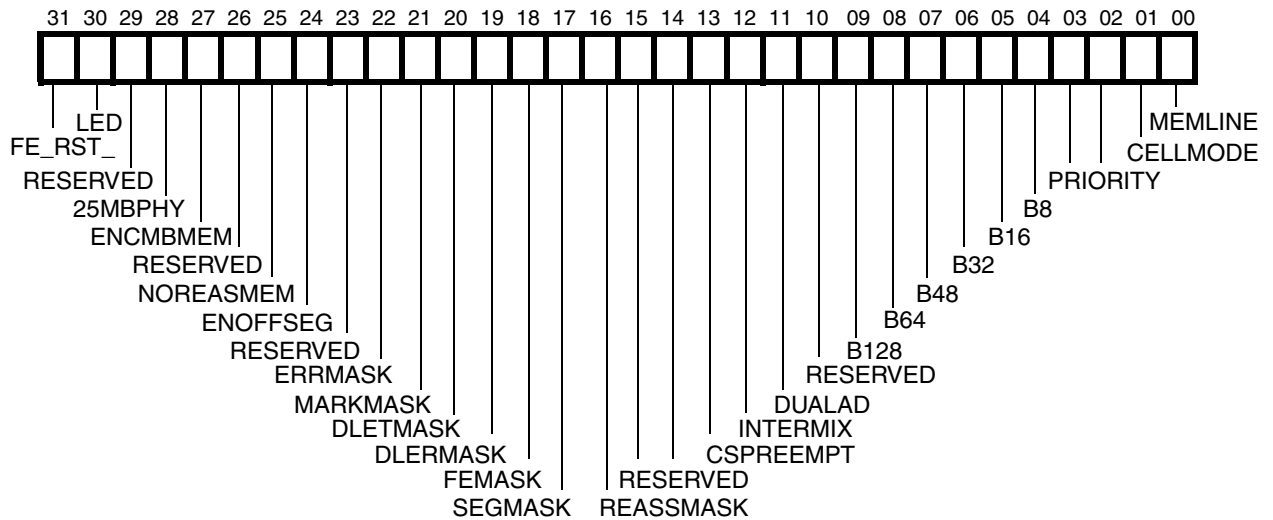 31 30 29 28 27 26 25 24 23 22 21 20 19 18 17 16 15 14 13 12 11 10 09 08 07 06 05 04 03 02 01 00
LED MEMLINE
FE_RST_ CELLMODE
RESERVED PRIORITY
25MBPHY B8
ENCMBMEM B16
RESERVED B32
NOREASMEM B48
ENOFFSEG B64
RESERVED B128
ERRMASK RESERVED
MARKMASK DUALAD
DLETMASK INTERMIX
DLERMASK CSPREEMPT
FEMASK RESERVED
SEGMASK REASSMASK